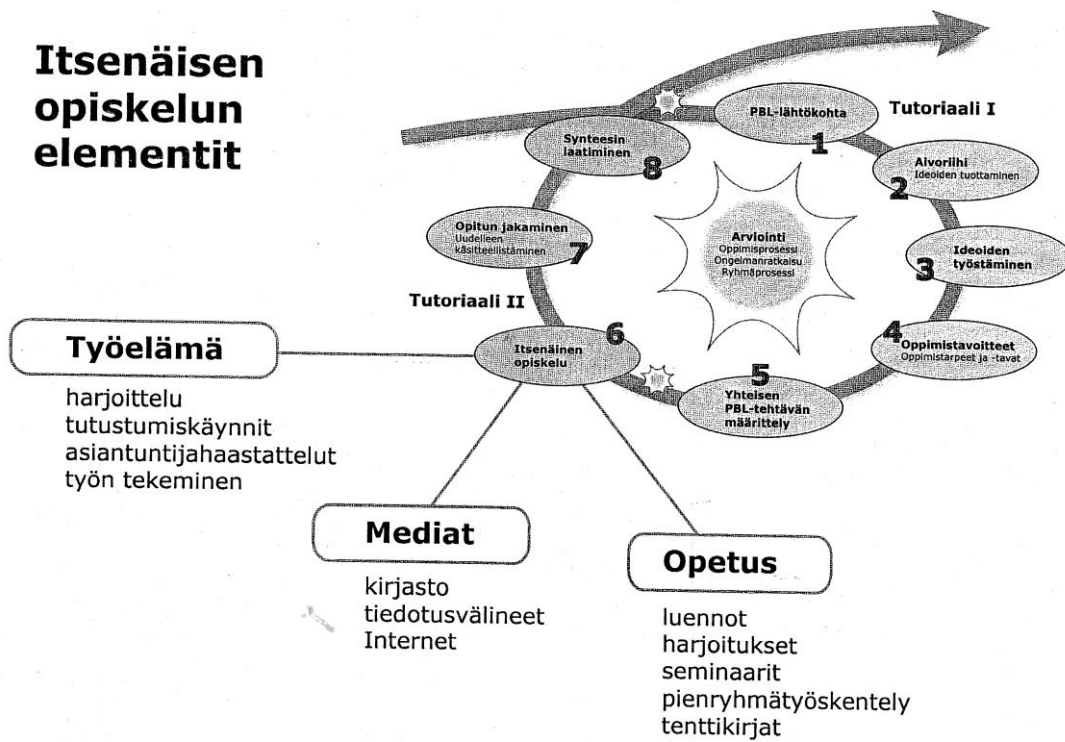 Itsenäisen
opiskelun
elementit
PBL-lähtökohta
1
Tutoriaali I
Aivoriihi
Ideoiden tuottaminen
2
Ideoiden
työstäminen
3
4
Oppimistavoitteet
Oppimistarpeet ja -tavat
5
Yhteisen
PBL-tehtävän
määrittely
6
Itsenäinen
opiskelu
Tutoriaali II
Opitun jakaminen
Uudelleen
käsitteellistäminen
7
Synteesin
laatiminen
8
Arviointi
Oppimisprosessi
Ongelmanratkaisu
Ryhmäprosessi
Työelämä
harjoittelu
tutustumiskäynnit
asiantuntijahaastattelut
työn tekeminen
Mediat
kirjasto
tiedotusvälineet
Internet
Opetus
luennot
harjoitukset
seminaarit
pienryhmätyöskentely
tenttikirjat